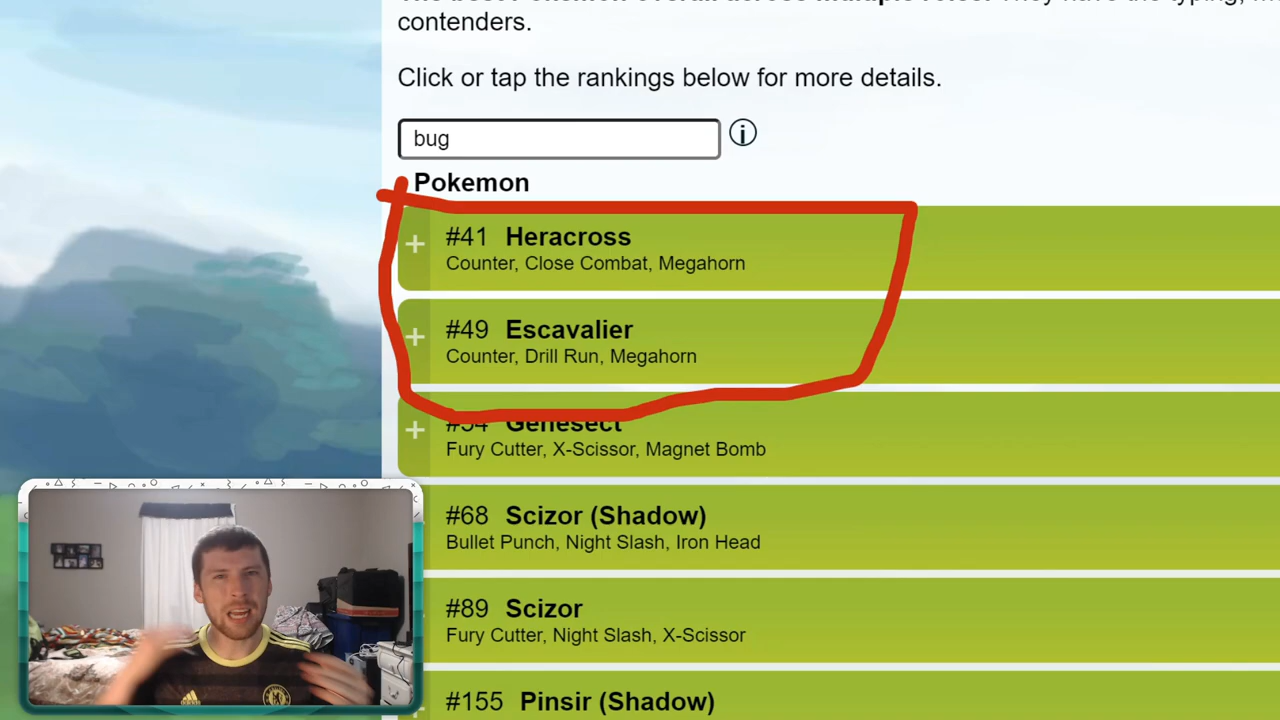 contenders.
Click or tap the rankings below for more details.
bug
Pokemon
#41 Heracross
Counter, Close Combat, Megahorn
#49 Escavalier
Counter, Drill Run, Megahorn
#54 Genesect
Fury Cutter, X-Scissor, Magnet Bomb
#68 Scizor (Shadow)
Bullet Punch, Night Slash, Iron Head
#89 Scizor
Fury Cutter, Night Slash, X-Scissor
#155 Pinsir (Shadow)